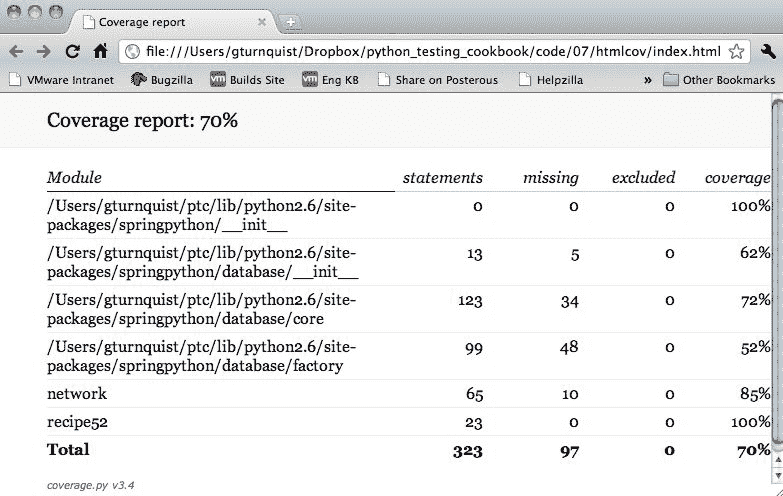 Coverage report
file:///Users/gturnquist/Dropbox/python_testing_cookbook/code/07/htmlcov/index.html
VMware Intranet Bugzilla vm Builds Site vm Eng KB Share on Posterous Helpzilla » Other Bookmarks
Coverage report: 70%
Module statements missing excluded coverage
/Users/gturnquist/ptc/lib/python2.6/site-
packages/springpython/__init__ 0 0 0 100%
/Users/gturnquist/ptc/lib/python2.6/site-
packages/springpython/database/__init__ 13 5 0 62%
/Users/gturnquist/ptc/lib/python2.6/site-
packages/springpython/database/core 123 34 0 72%
/Users/gturnquist/ptc/lib/python2.6/site-
packages/springpython/database/factory 99 48 0 52%
network 65 10 0 85%
recipe52 23 0 0 100%
Total 323 97 0 70%
coverage.py v3.4